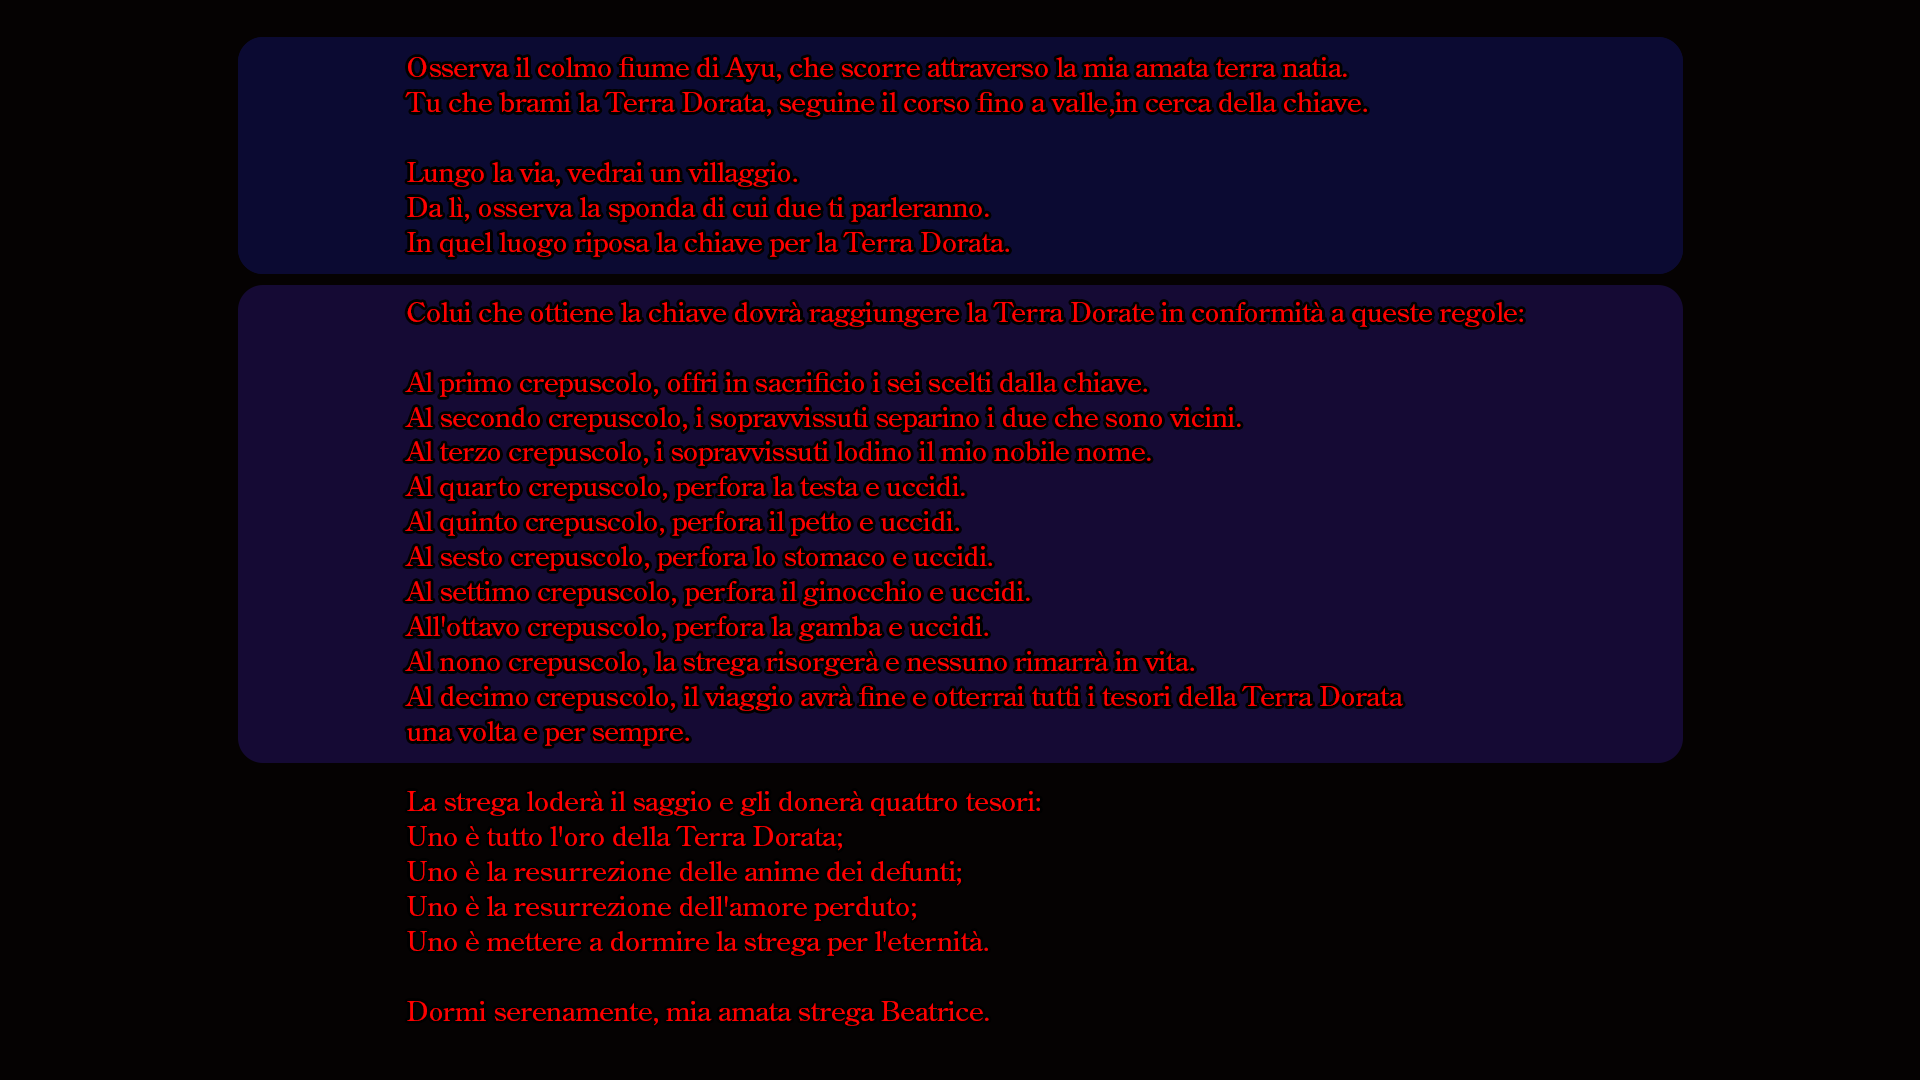 Osserva il colmo fiume di Ayu, che scorre attraverso la mia amata terra natia.
Tu che brami la Terra Dorata, seguine il corso fino a valle,in cerca della chiave.
Lungo la via, vedrai un villaggio.
Da lì, osserva la sponda di cui due ti parleranno.
In quel luogo riposa la chiave per la Terra Dorata.
Colui che ottiene la chiave dovrà raggiungere la Terra Dorate in conformità a queste regole:
Al primo crepuscolo, offri in sacrificio i sei scelti dalla chiave.
Al secondo crepuscolo, i sopravvissuti separino i due che sono vicini.
Al terzo crepuscolo, i sopravvissuti lodino il mio nobile nome.
Al quarto crepuscolo, perfora la testa e uccidi.
Al quinto crepuscolo, perfora il petto e uccidi.
Al sesto crepuscolo, perfora lo stomaco e uccidi.
Al settimo crepuscolo, perfora il ginocchio e uccidi.
All'ottavo crepuscolo, perfora la gamba e uccidi.
Al nono crepuscolo, la strega risorgerà e nessuno rimarrà in vita.
Al decimo crepuscolo, il viaggio avrà fine e otterrai tutti i tesori della Terra Dorata
una volta e per sempre.
La strega loderà il saggio e gli donerà quattro tesori:
Uno è tutto l'oro della Terra Dorata;
Uno è la resurrezione delle anime dei defunti;
Uno è la resurrezione dell'amore perduto;
Uno è mettere a dormire la strega per l'eternità.
Dormi serenamente, mia amata strega Beatrice.